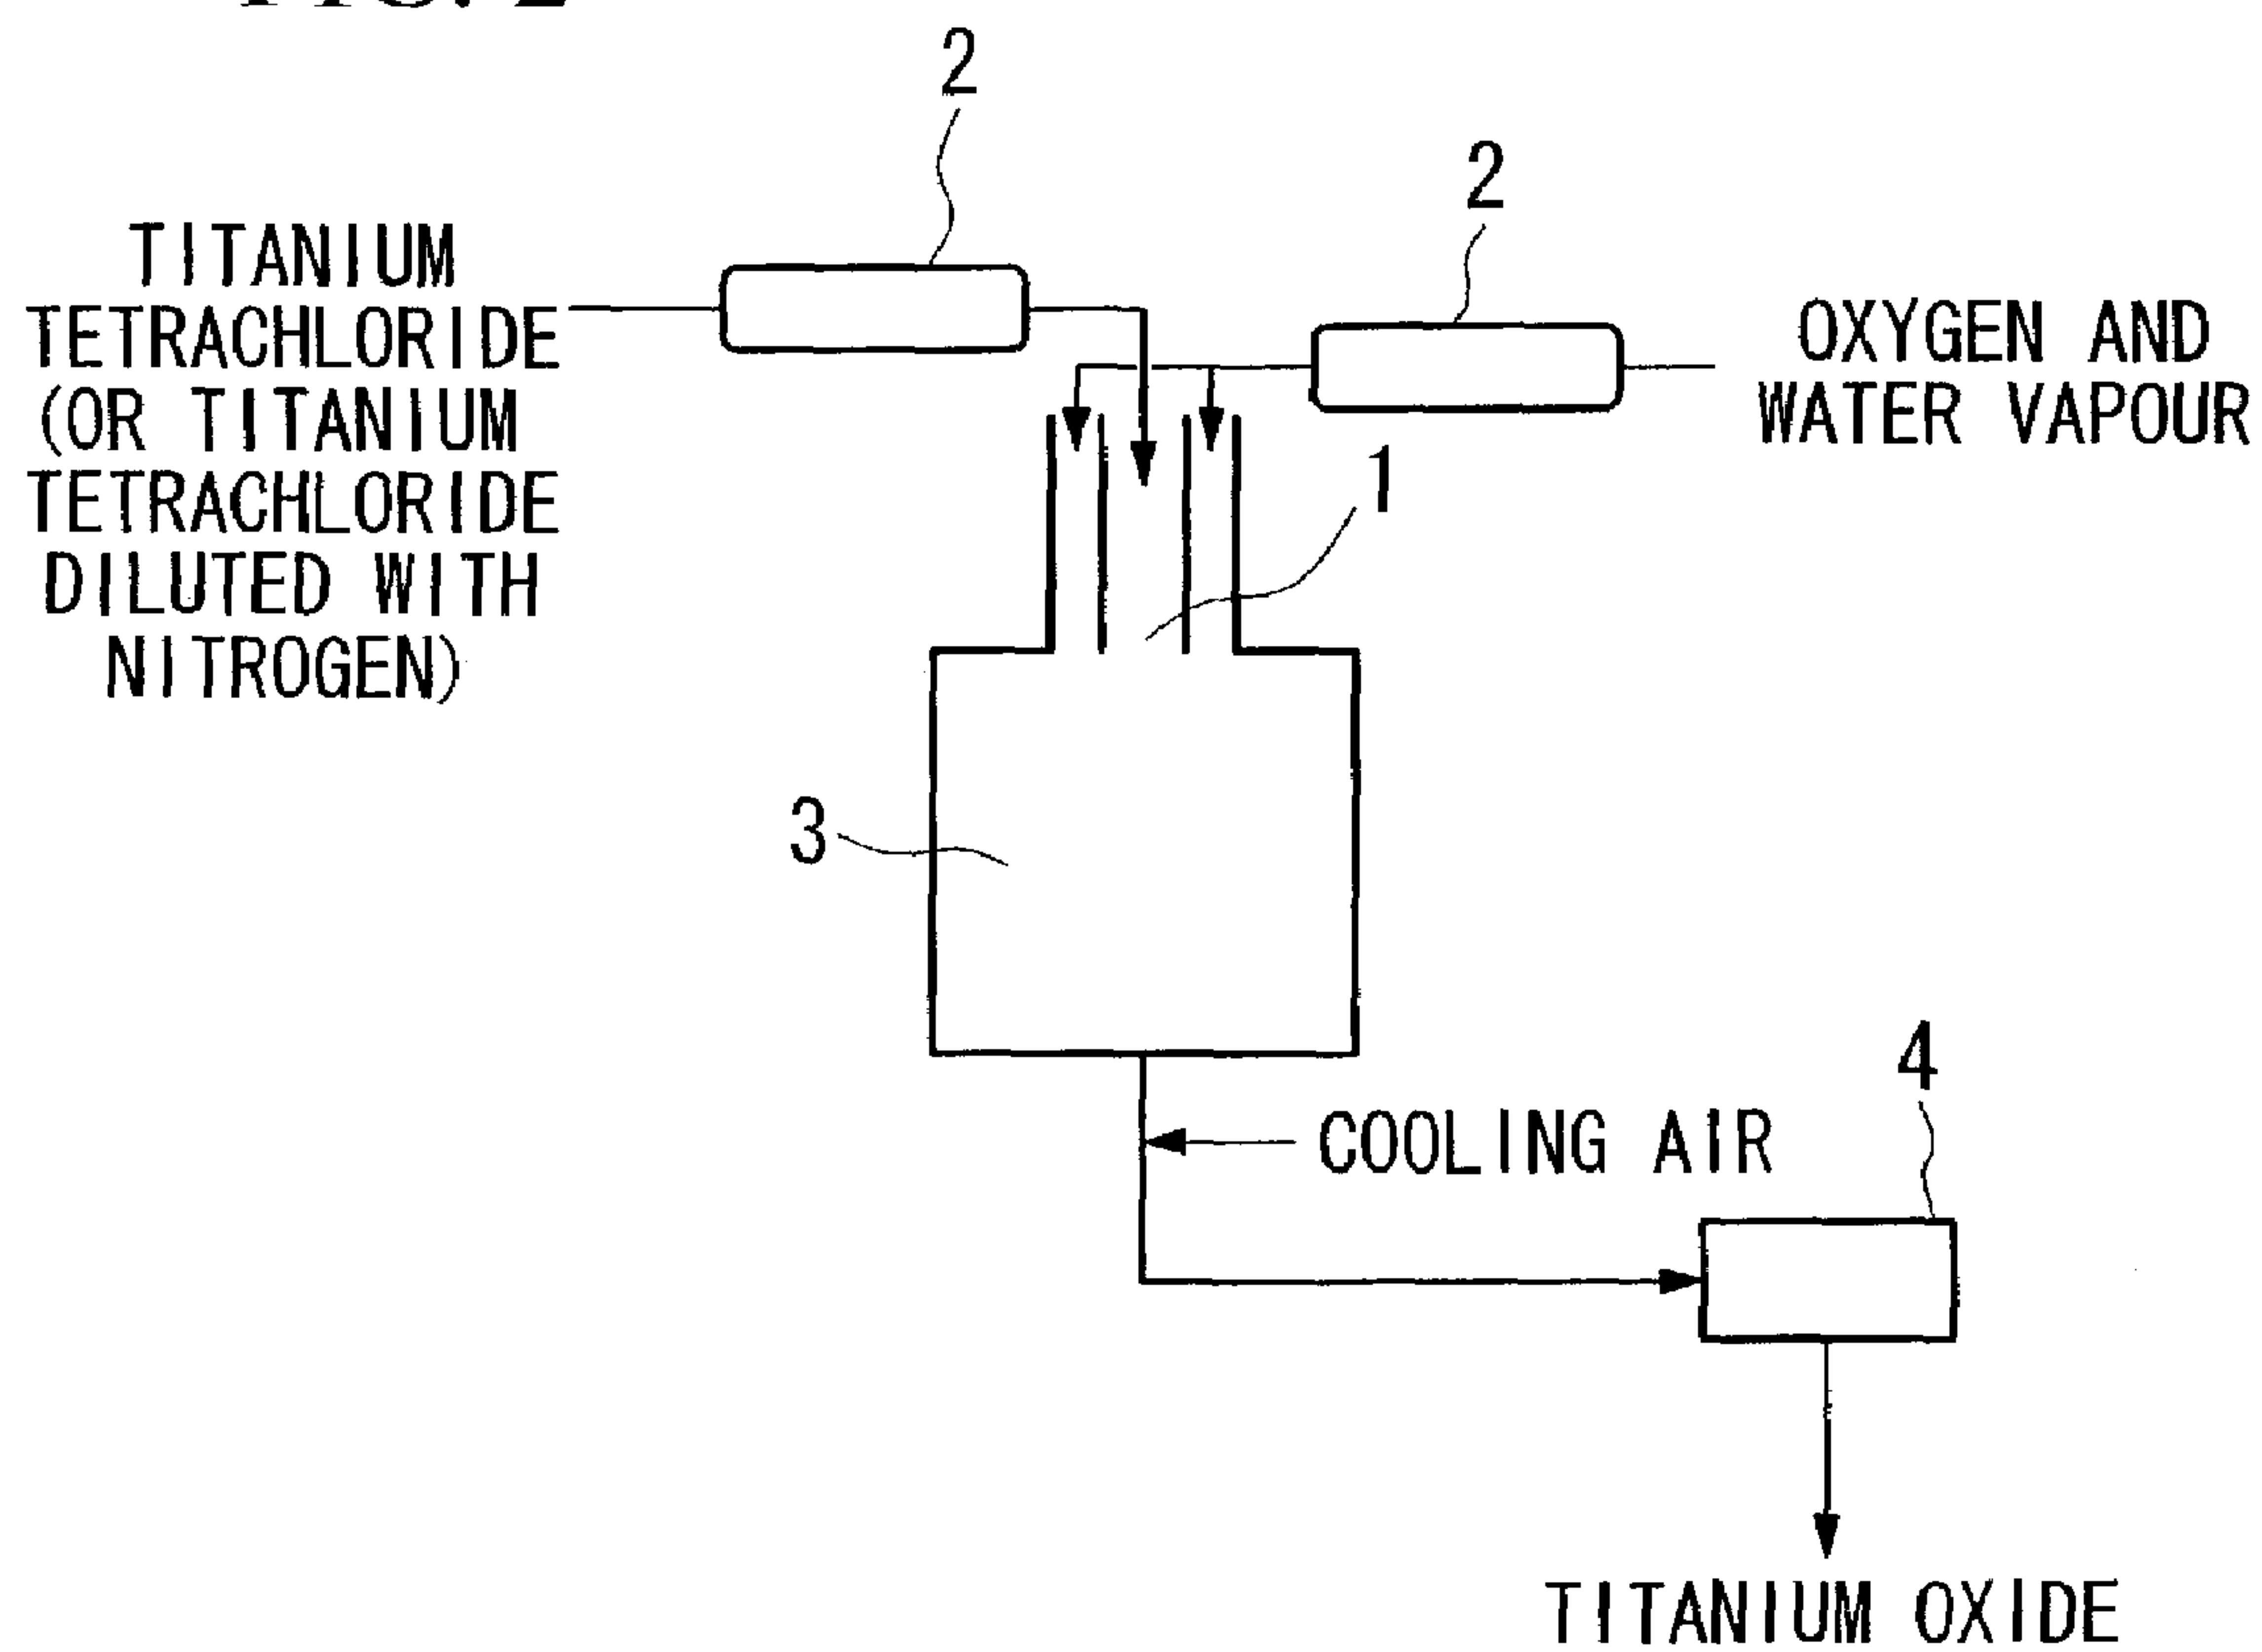 2
2
TITANIUM
TETRACHLORIDE
(OR TITANIUM
TETRACHLORIDE
DILUTED WITH
NITROGEN)
OXYGEN AND
WATER VAPOUR
1
3
4
COOLING AIR
TITANIUM OXIDE